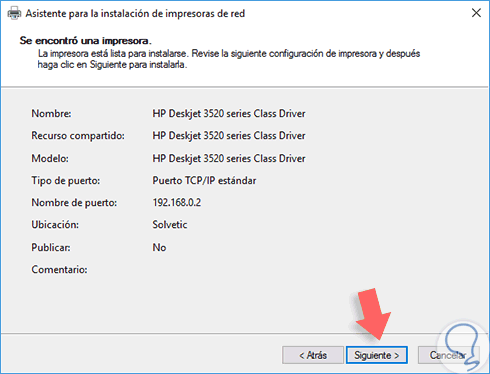 Asistente para la instalación de impresoras de red
Se encontró una impresora.
La impresora está lista para instalarse. Revise la siguiente configuración de impresora y después
haga clic en Siguiente para instalarla.
Nombre: HP Deskjet 3520 series Class Driver
Recurso compartido: HP Deskjet 3520 series Class Driver
Modelo: HP Deskjet 3520 series Class Driver
Tipo de puerto: Puerto TCP/IP estándar
Nombre de puerto: 192.168.0.2
Ubicación: Solvetic
Publicar: No
Comentario:
< Atrás Siguiente > Cancelar